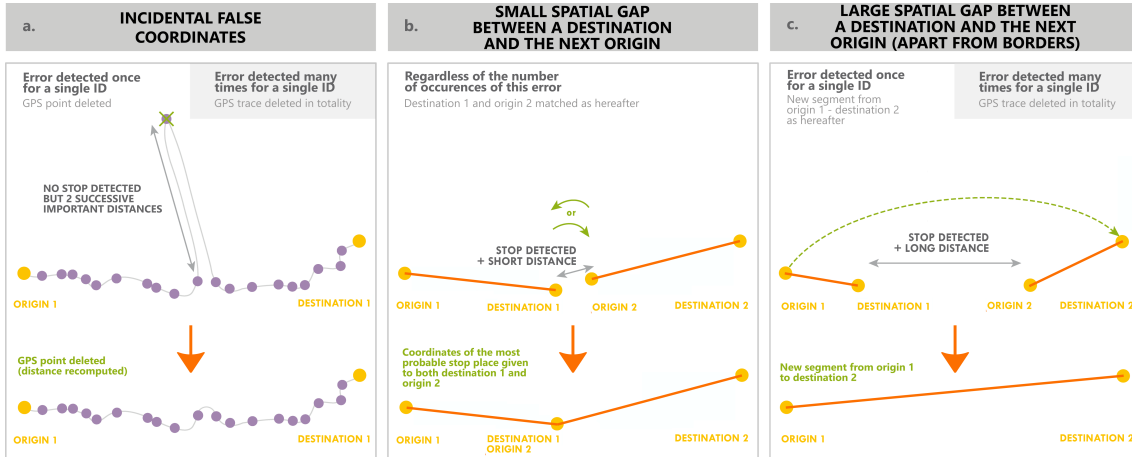 a.
INCIDENTAL FALSE
COORDINATES
Error detected once
for a single ID
GPS point deleted
Error detected many
times for a single ID
GPS trace deleted in totality
NO STOP DETECTED
BUT 2 SUCCESSIVE
IMPORTANT DISTANCES
ORIGIN 1
DESTINATION 1
GPS point deleted
(distance recomputed)
ORIGIN 1
DESTINATION 1
b.
SMALL SPATIAL GAP
BETWEEN A DESTINATION
AND THE NEXT ORIGIN
Regardless of the number
of occurences of this error
Destination 1 and origin 2 matched as hereafter
or
STOP DETECTED
+ SHORT DISTANCE
ORIGIN 1
DESTINATION 1
ORIGIN 2
DESTINATION 2
Coordinates of the most
probable stop place given
to both destination 1 and
origin 2
ORIGIN 1
DESTINATION 1
ORIGIN 2
DESTINATION 2
c.
LARGE SPATIAL GAP BETWEEN
A DESTINATION AND THE NEXT
ORIGIN (APART FROM BORDERS)
Error detected once
for a single ID
New segment from
origin 1 - destination 2
as hereafter
Error detected many
times for a single ID
GPS trace deleted in totality
STOP DETECTED
+ LONG DISTANCE
ORIGIN 1
DESTINATION 1
ORIGIN 2
DESTINATION 2
New segment from origin 1
to destination 2
ORIGIN 1
DESTINATION 2